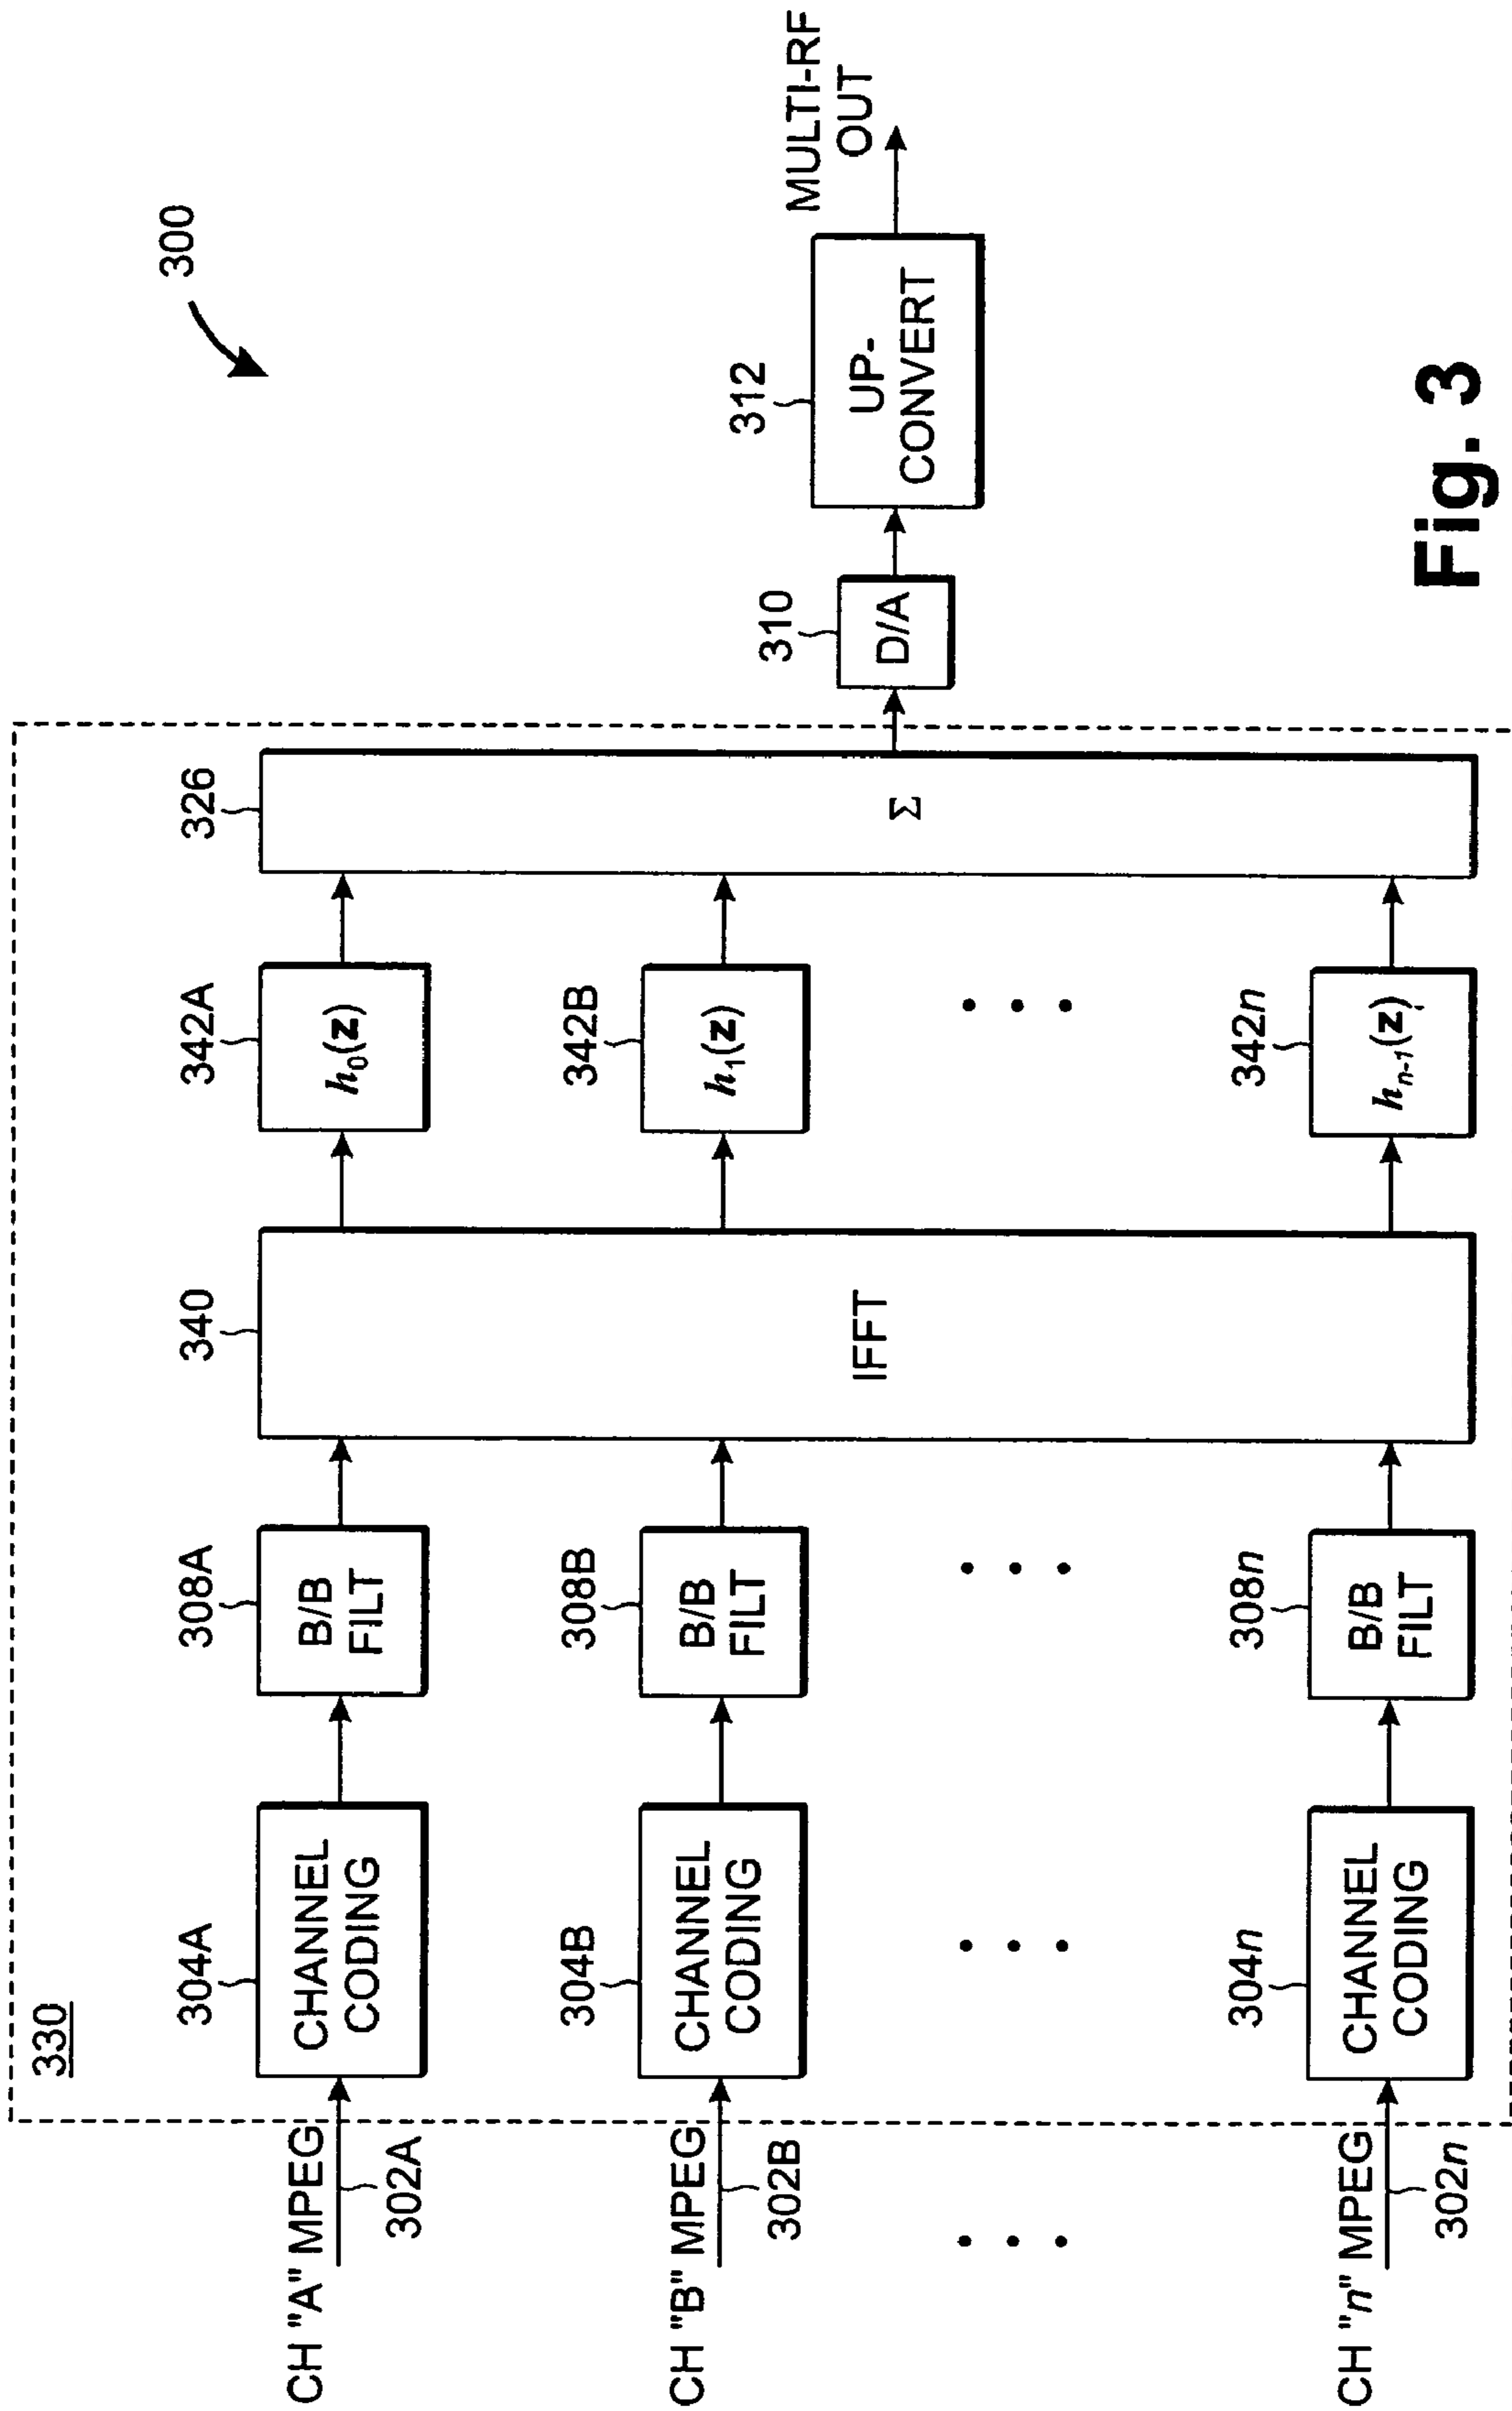 300
330
CH "A" MPEG
302A
304A
CHANNEL
CODING
308A
B/B
FILT
340
IFFT
342A
h0(z)
326
Σ
CH "B" MPEG
302B
304B
CHANNEL
CODING
308B
B/B
FILT
342B
h1(z)
310
D/A
312
UP-
CONVERT
MULTI-RF
OUT
CH "n" MPEG
302n
304n
CHANNEL
CODING
308n
B/B
FILT
342n
hn-1(z)
Fig. 3